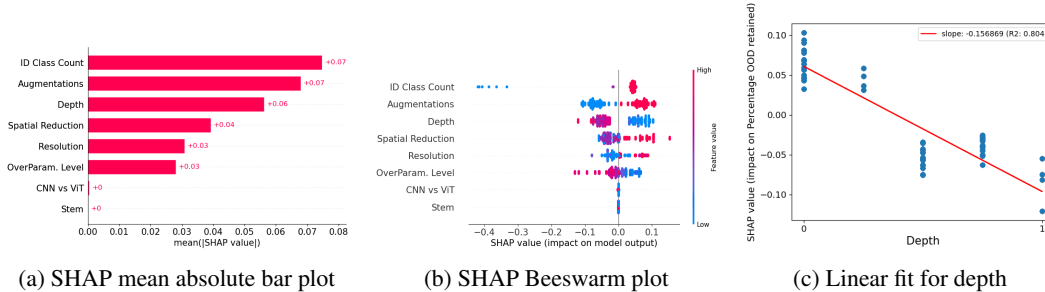 ID Class Count
+0.07
Augmentations
+0.07
Depth
+0.06
Spatial Reduction
+0.04
Resolution
+0.03
OverParam. Level
+0.03
CNN vs ViT
+0
Stem
+0
0.00 0.01 0.02 0.03 0.04 0.05 0.06 0.07 0.08
mean(|SHAP value|)
(a) SHAP mean absolute bar plot
High
ID Class Count
Augmentations
Depth
Spatial Reduction
Resolution
OverParam. Level
CNN vs ViT
Stem
Feature value
Low
−0.4 −0.3 −0.2 −0.1 0.0 0.1
SHAP value (impact on model output)
(b) SHAP Beeswarm plot
slope: -0.156869 (R2: 0.804
SHAP value (impact on Percentage OOD retained)
0.10
0.05
0.00
−0.05
−0.10
0 1
Depth
(c) Linear fit for depth